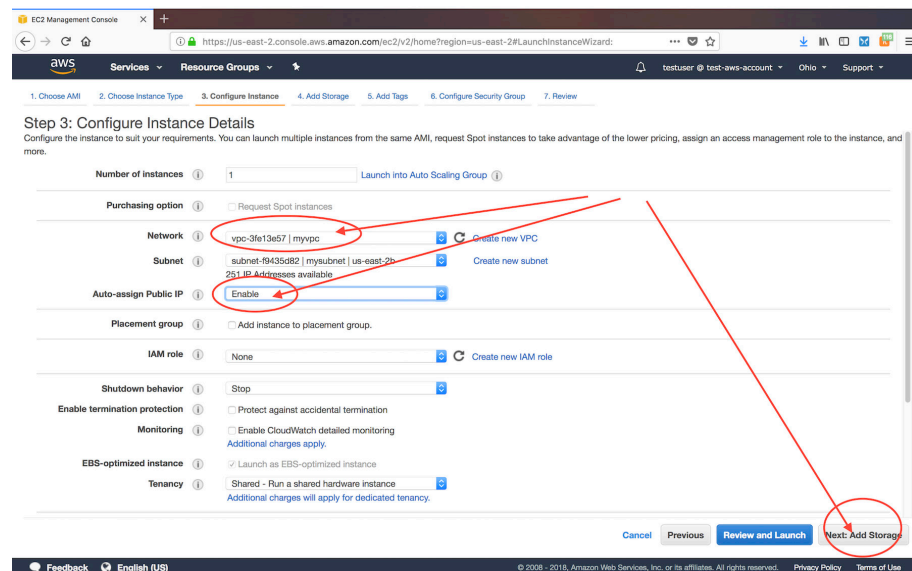 EC2 Management Console
https://us-east-2.console.aws.amazon.com/ec2/v2/home?region=us-east-2#LaunchInstanceWizard:
aws Services Resource Groups testuser @ test-aws-account Ohio Support
1. Choose AMI 2. Choose Instance Type 3. Configure Instance 4. Add Storage 5. Add Tags 6. Configure Security Group 7. Review
Step 3: Configure Instance Details
Configure the instance to suit your requirements. You can launch multiple instances from the same AMI, request Spot instances to take advantage of the lower pricing, assign an access management role to the instance, and
more.
Number of instances 1 Launch into Auto Scaling Group
Purchasing option Request Spot instances
Network vpc-3fe13e57 | myvpc Create new VPC
Subnet subnet-f9435d82 | mysubnet | us-east-2b Create new subnet
251 IP Addresses available
Auto-assign Public IP Enable
Placement group Add instance to placement group.
IAM role None Create new IAM role
Shutdown behavior Stop
Enable termination protection Protect against accidental termination
Monitoring Enable CloudWatch detailed monitoring
Additional charges apply.
EBS-optimized instance Launch as EBS-optimized instance
Tenancy Shared - Run a shared hardware instance
Additional charges will apply for dedicated tenancy.
Cancel Previous Review and Launch Next: Add Storage
Feedback English (US) © 2008 - 2018, Amazon Web Services, Inc. or its affiliates. All rights reserved. Privacy Policy Terms of Use